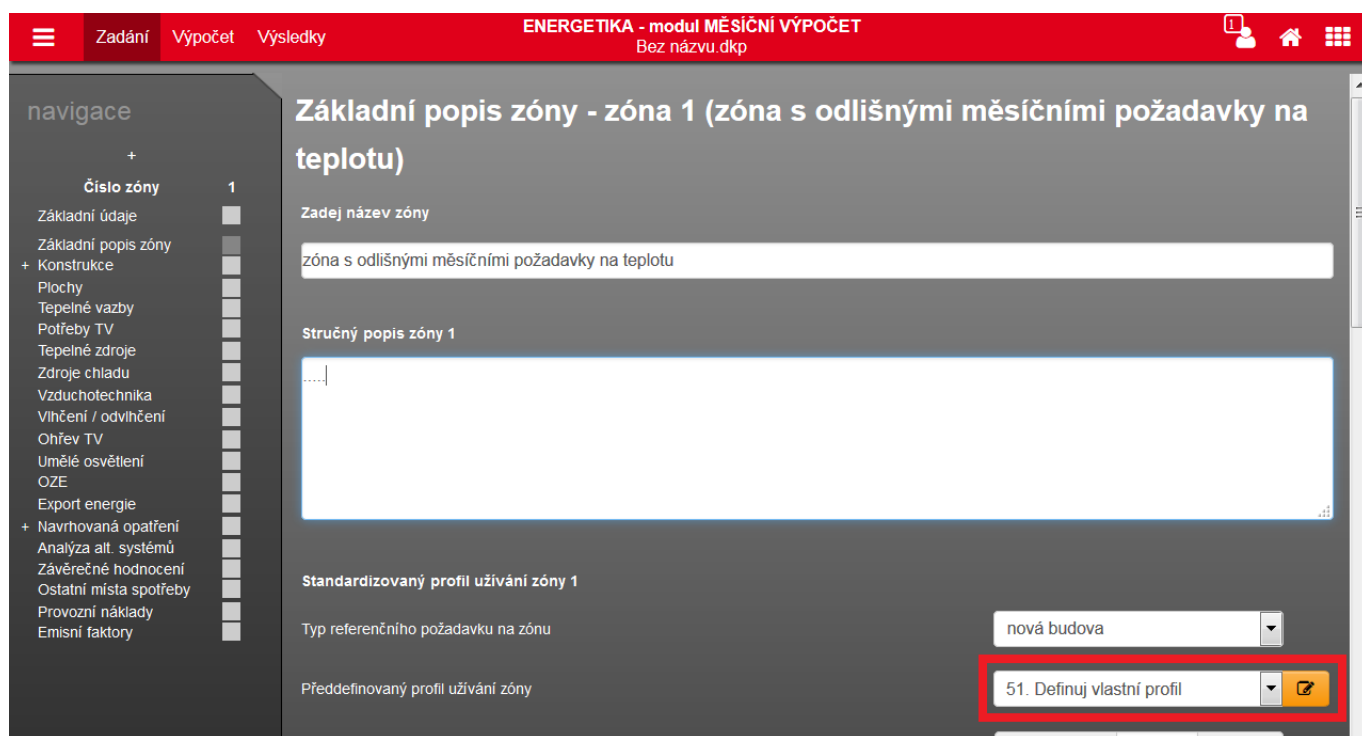 Zadání Výpočet Výsledky
ENERGETIKA - modul MĚSÍČNÍ VÝPOČET
Bez názvu.dkp
1
navigace
+
Číslo zóny 1
Základní údaje
Základní popis zóny
+ Konstrukce
Plochy
Tepelné vazby
Potřeby TV
Tepelné zdroje
Zdroje chladu
Vzduchotechnika
Vlhčení / odvlhčení
Ohřev TV
Umělé osvětlení
OZE
Export energie
+ Navrhovaná opatření
Analýza alt. systémů
Závěrečné hodnocení
Ostatní místa spotřeby
Provozní náklady
Emisní faktory
Základní popis zóny - zóna 1 (zóna s odlišnými měsíčními požadavky na
teplotu)
Zadej název zóny
zóna s odlišnými měsíčními požadavky na teplotu
Stručný popis zóny 1
.....
Standardizovaný profil užívání zóny 1
Typ referenčního požadavku na zónu nová budova
Předdefinovaný profil užívání zóny 51. Definuj vlastní profil